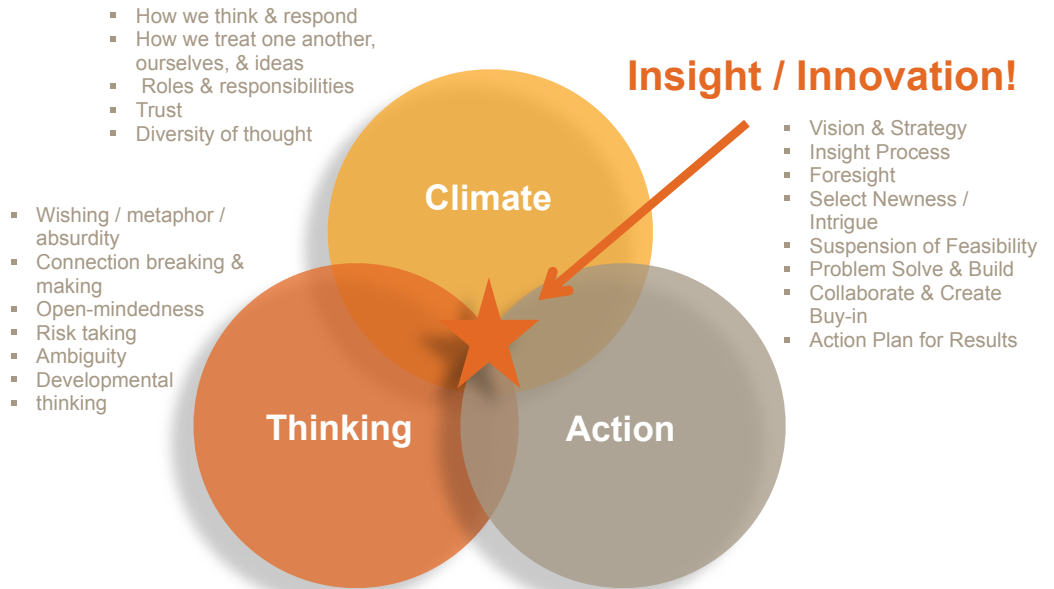 ▪ How we think & respond
▪ How we treat one another,
ourselves, & ideas
▪ Roles & responsibilities
▪ Trust
▪ Diversity of thought
Insight / Innovation!
▪ Vision & Strategy
▪ Insight Process
▪ Foresight
▪ Select Newness /
Intrigue
▪ Suspension of Feasibility
▪ Problem Solve & Build
▪ Collaborate & Create
Buy-in
▪ Action Plan for Results
Climate
▪ Wishing / metaphor /
absurdity
▪ Connection breaking &
making
▪ Open-mindedness
▪ Risk taking
▪ Ambiguity
▪ Developmental
▪ thinking
Thinking
Action